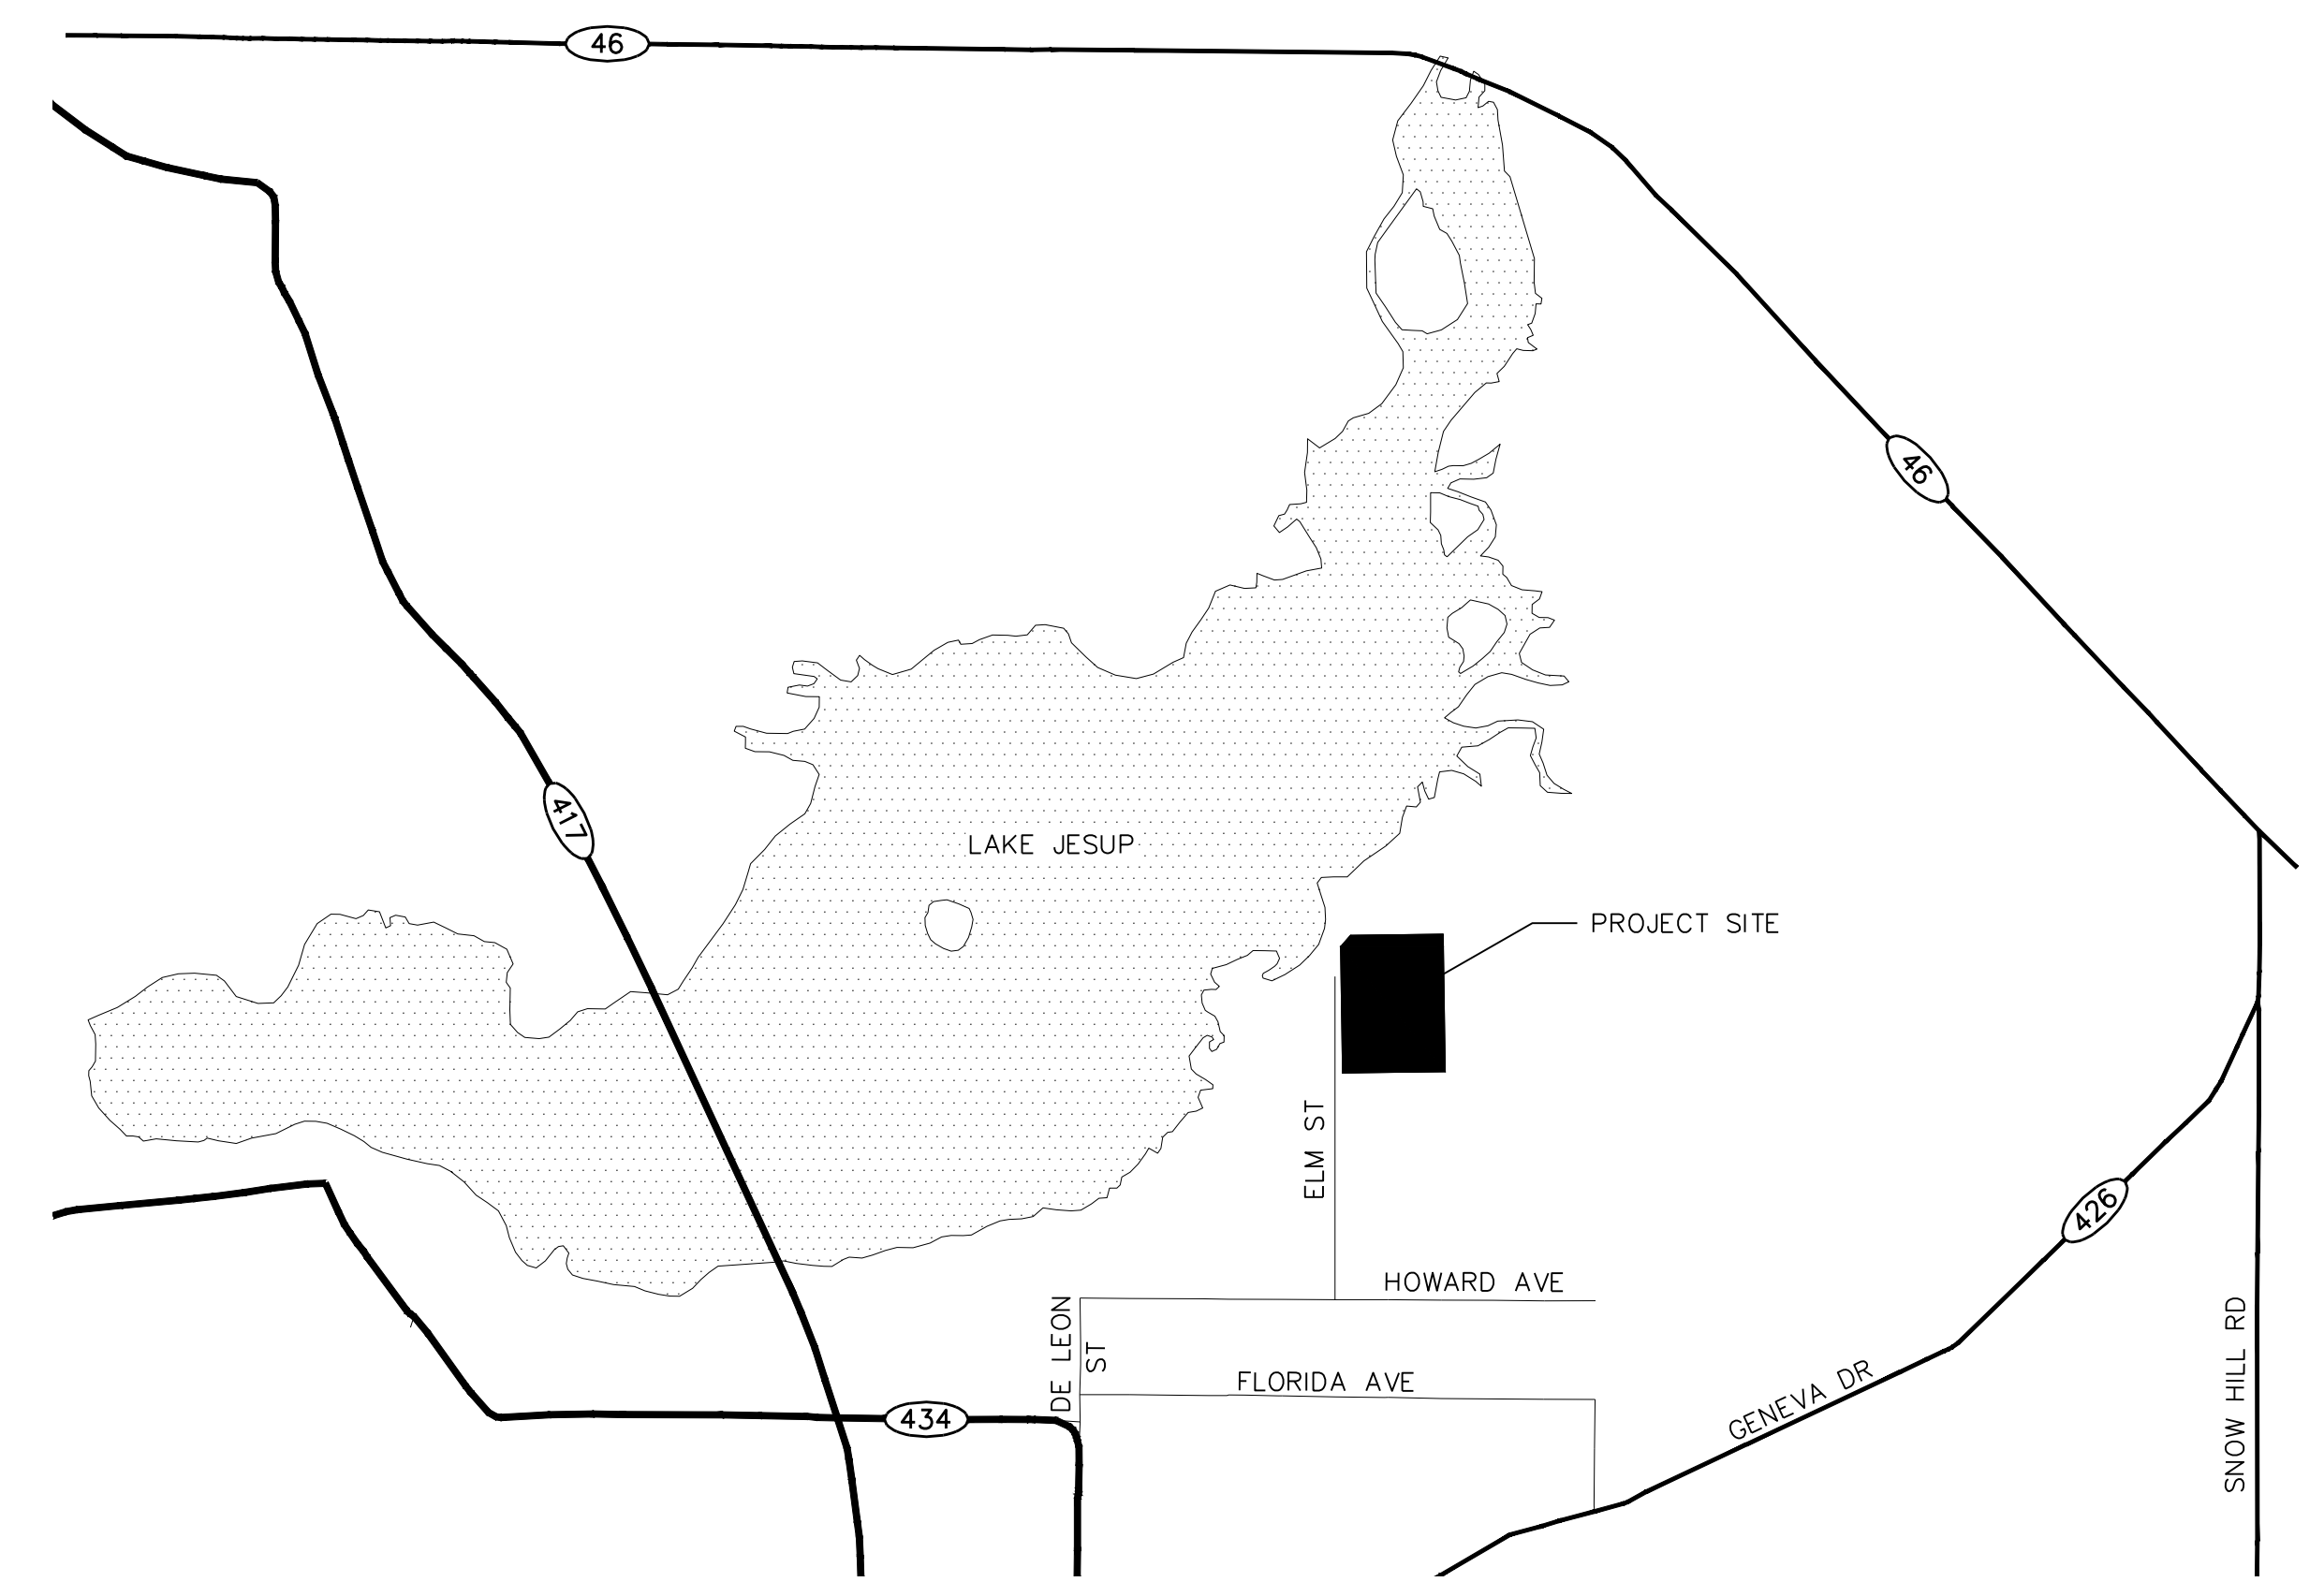 46
46
417
LAKE JESUP
PROJECT SITE
ELM ST
426
HOWARD AVE
DE LEON
ST
SNOW HILL RD
FLORIDA AVE
GENEVA DR
434